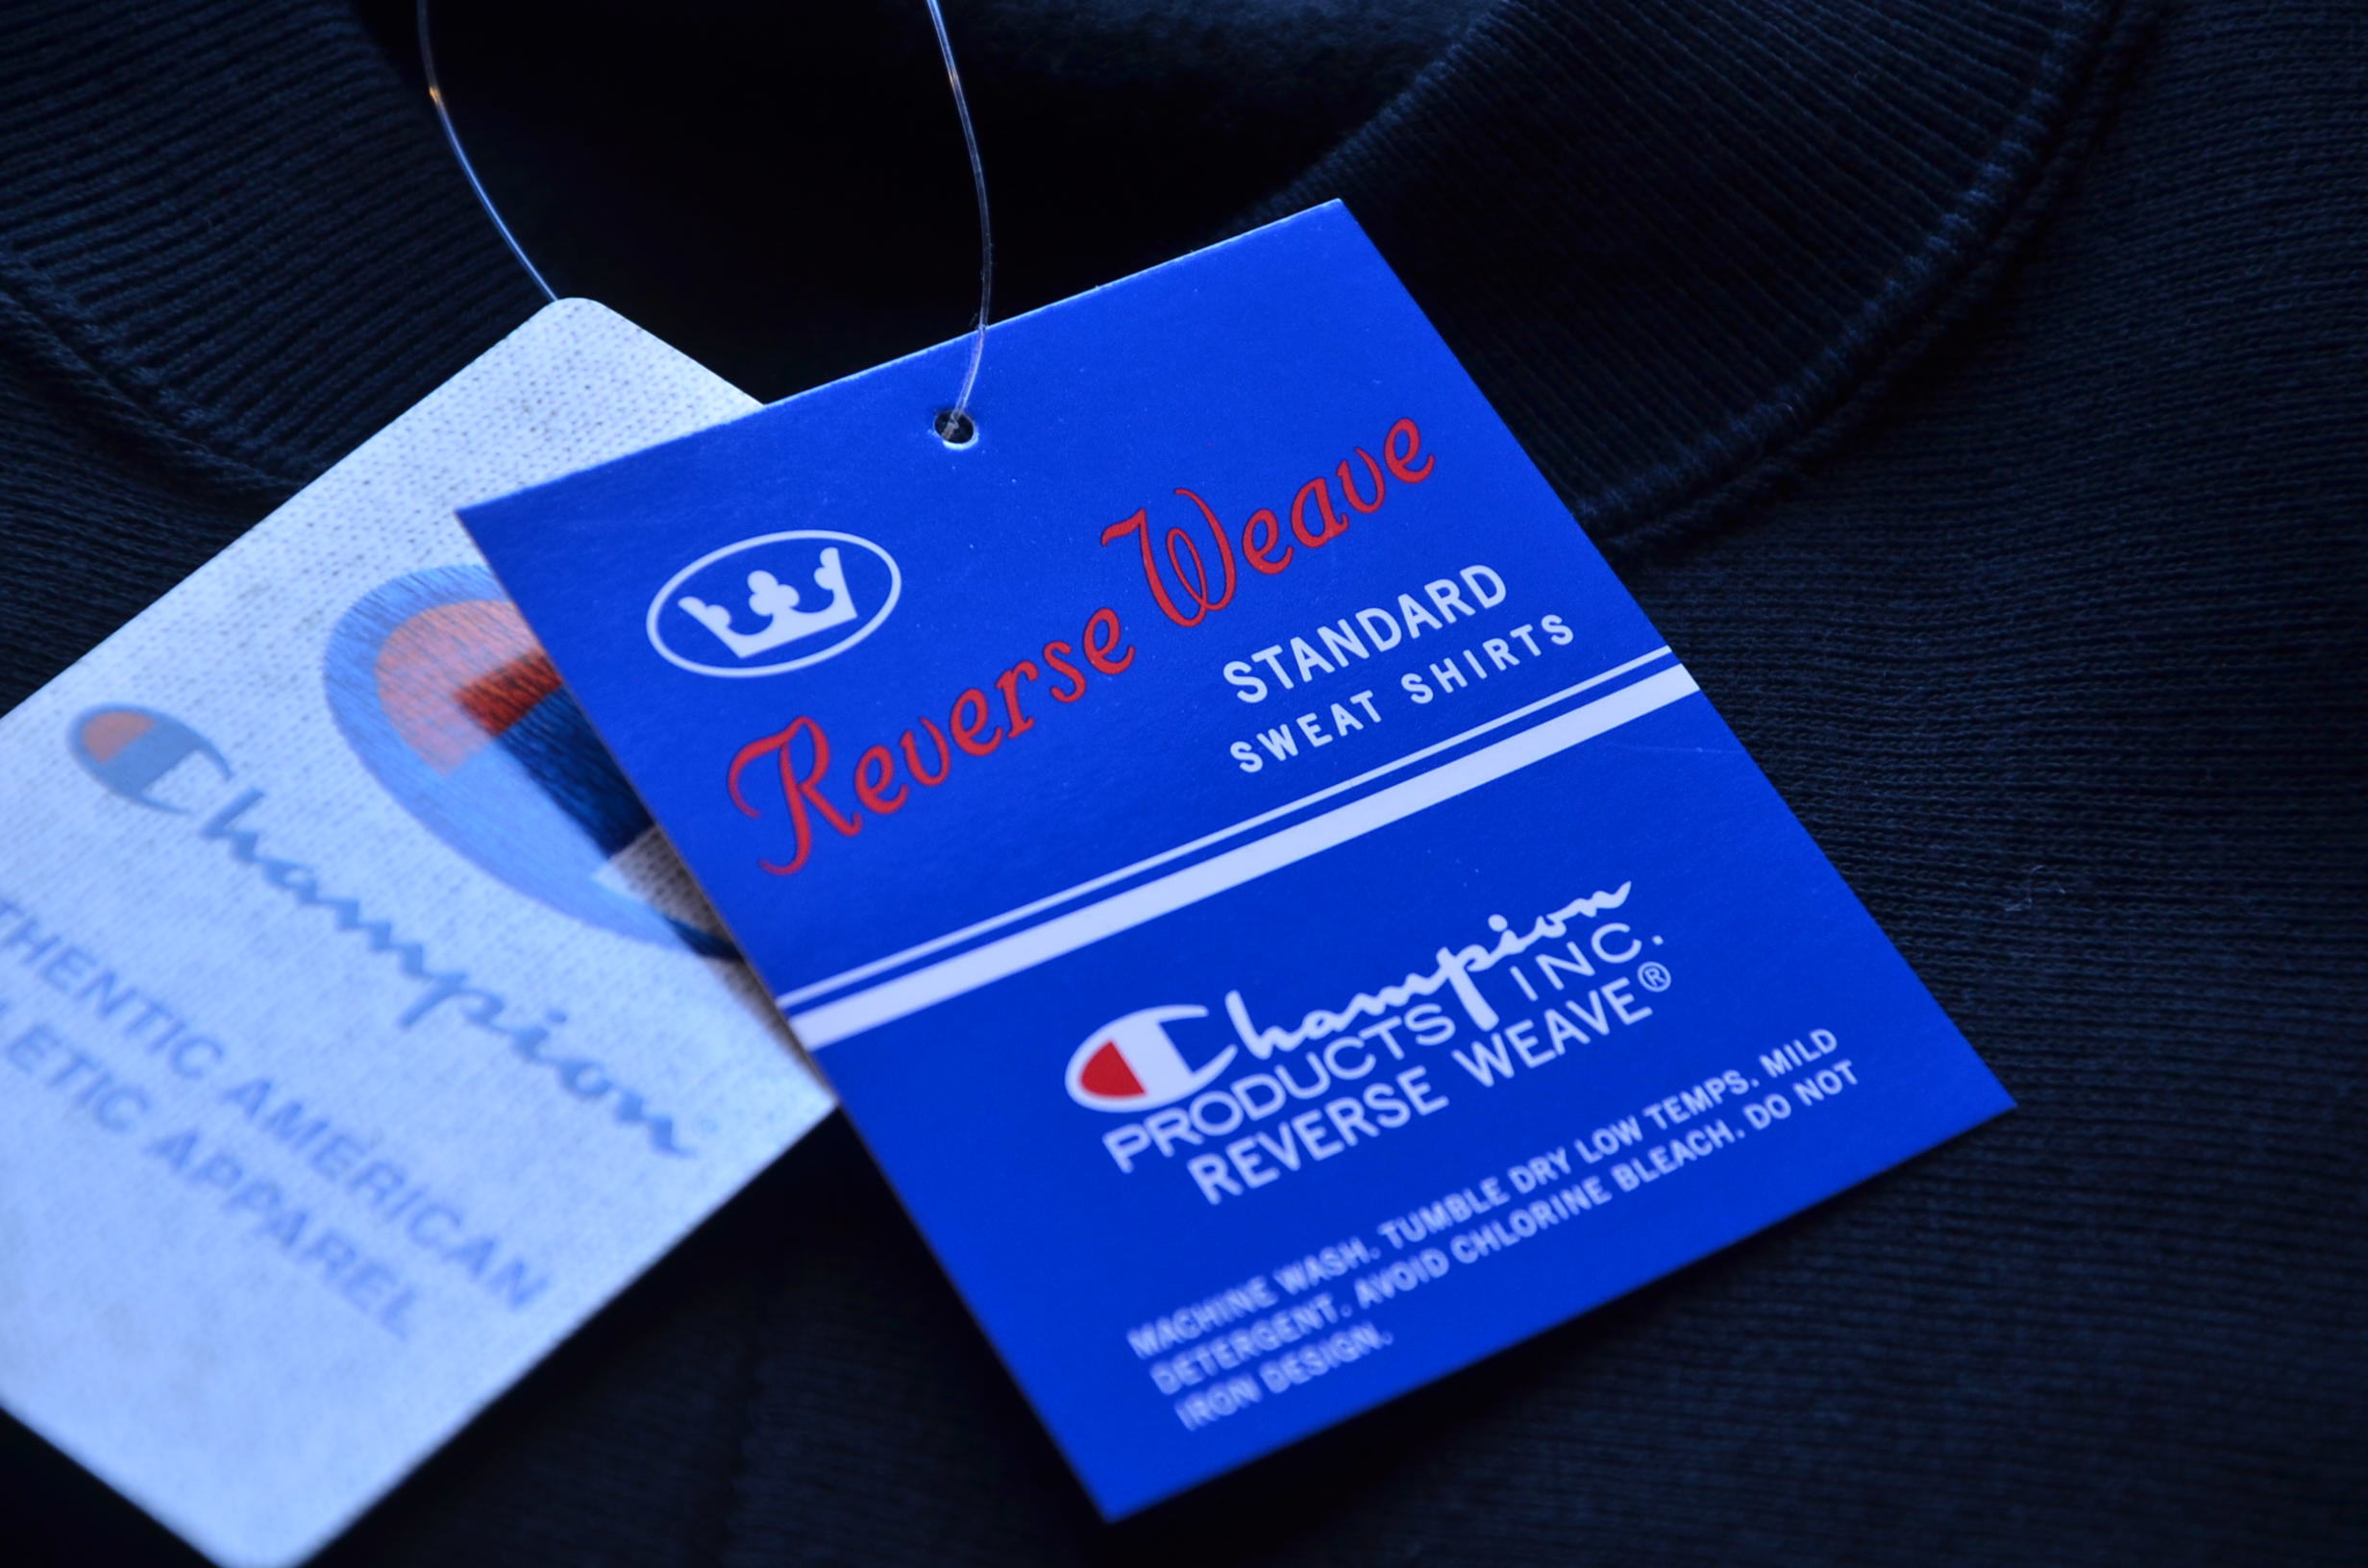 Reverse Weave
STANDARD
SWEAT SHIRTS
Champion
PRODUCTS INC.
REVERSE WEAVE®
MACHINE WASH. TUMBLE DRY LOW TEMPS. MILD
DETERGENT. AVOID CHLORINE BLEACH. DO NOT
IRON DESIGN.
Champion
THENTIC AMERICAN
LETIC APPAREL